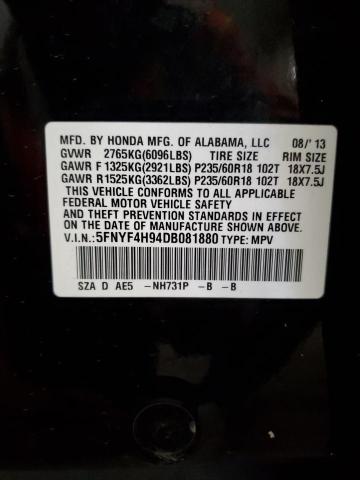 MFD. BY HONDA MFG. OF ALABAMA, LLC 08/'13
GVWR 2765KG(6096LBS) TIRE SIZE RIM SIZE
GAWR F 1325KG(2921LBS) P235/60R18 102T 18X7.5J
GAWR R 1525KG(3362LBS) P235/60R18 102T 18X7.5J
THIS VEHICLE CONFORMS TO ALL APPLICABLE
FEDERAL MOTOR VEHICLE SAFETY STANDARDS IN
EFFECT ON THE DATE OF MANUFACTURE SHOWN ABOVE.
V.I.N.:5FNYF4H94DB081880 TYPE: MPV
SZA D AE5 -NH731P -B -B